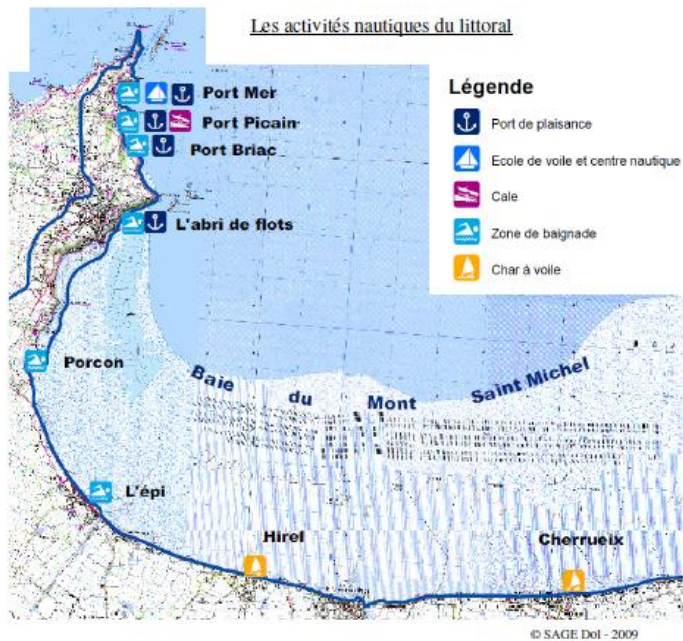 Les activités nautiques du littoral
Port Mer
Port Picain
Port Briac
L'abri de flots
Porcon
Baie du Mont Saint Michel
L'épi
Hirel
Cherrueix
Légende
Port de plaisance
Ecole de voile et centre nautique
Cale
Zone de baignade
Char à voile
© SAGE Dol - 2009